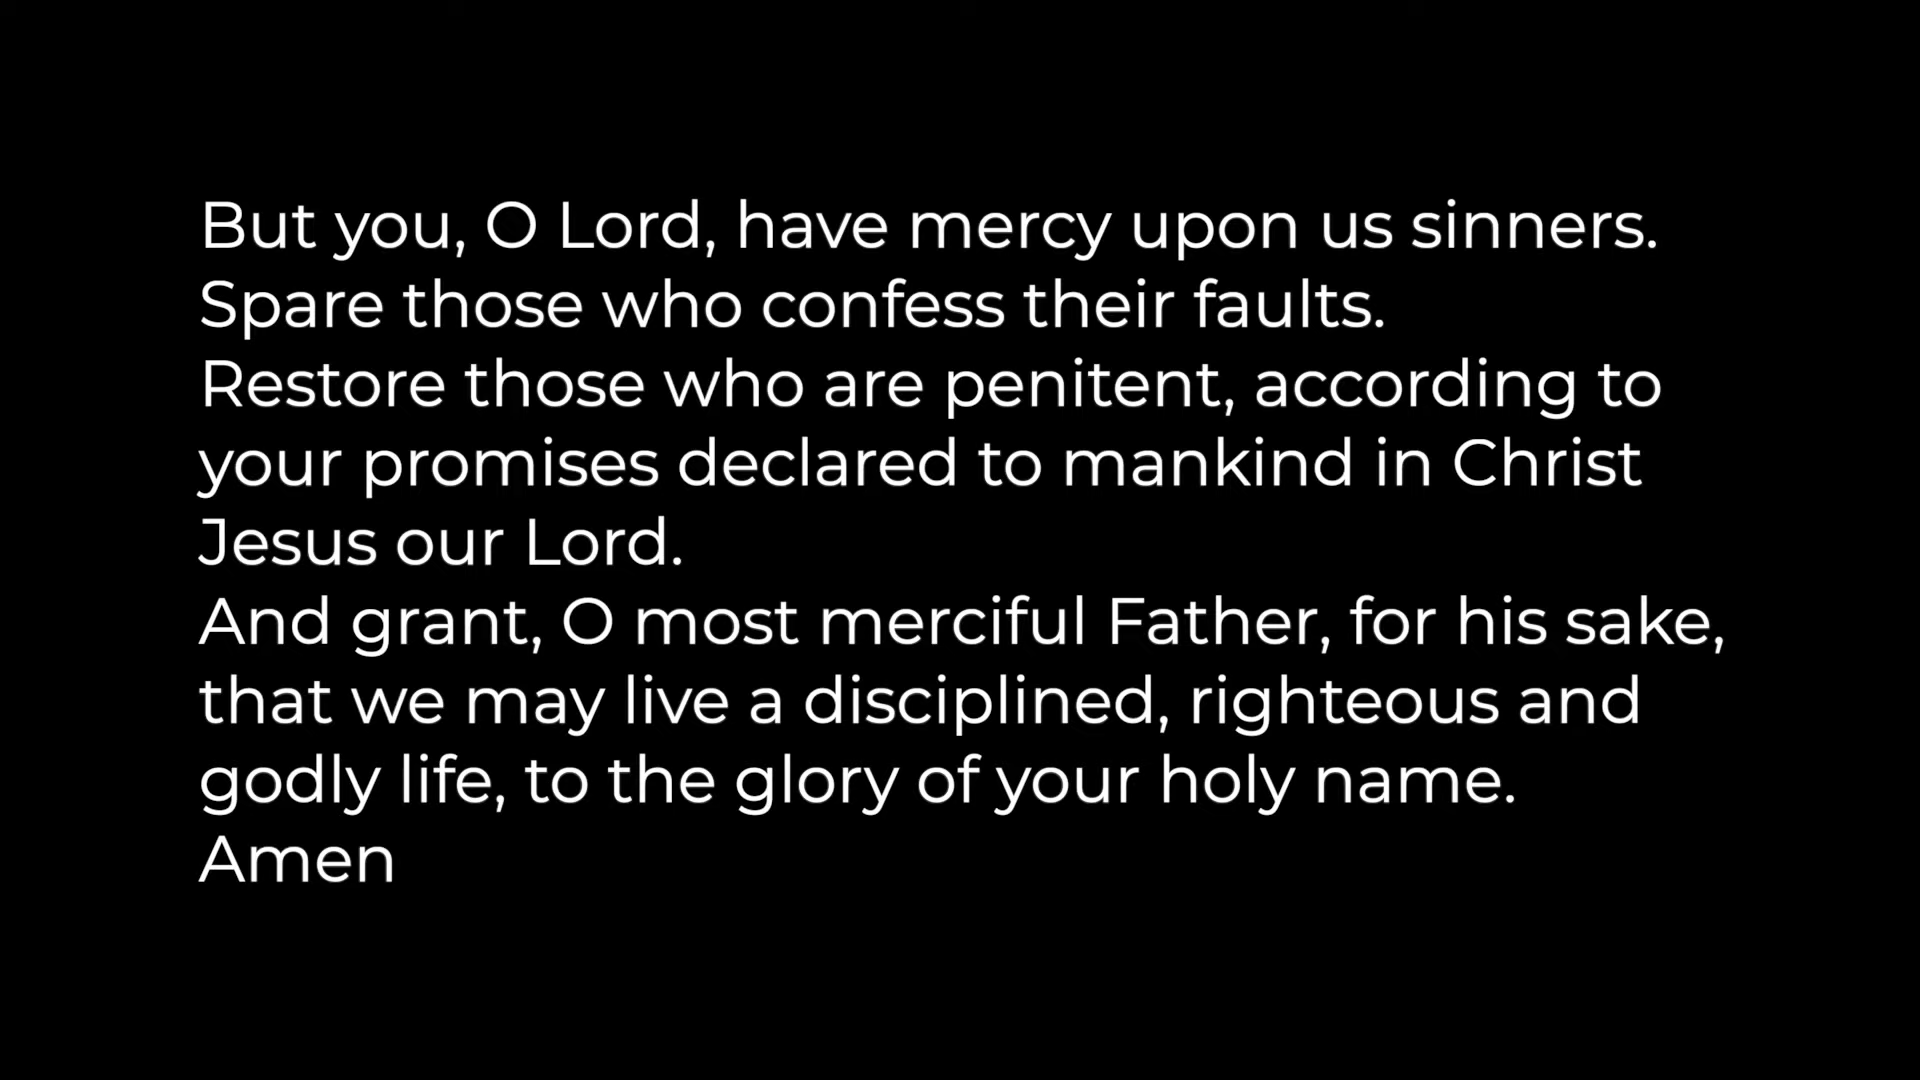 But you, O Lord, have mercy upon us sinners.
Spare those who confess their faults.
Restore those who are penitent, according to
your promises declared to mankind in Christ
Jesus our Lord.
And grant, O most merciful Father, for his sake,
that we may live a disciplined, righteous and
godly life, to the glory of your holy name.
Amen